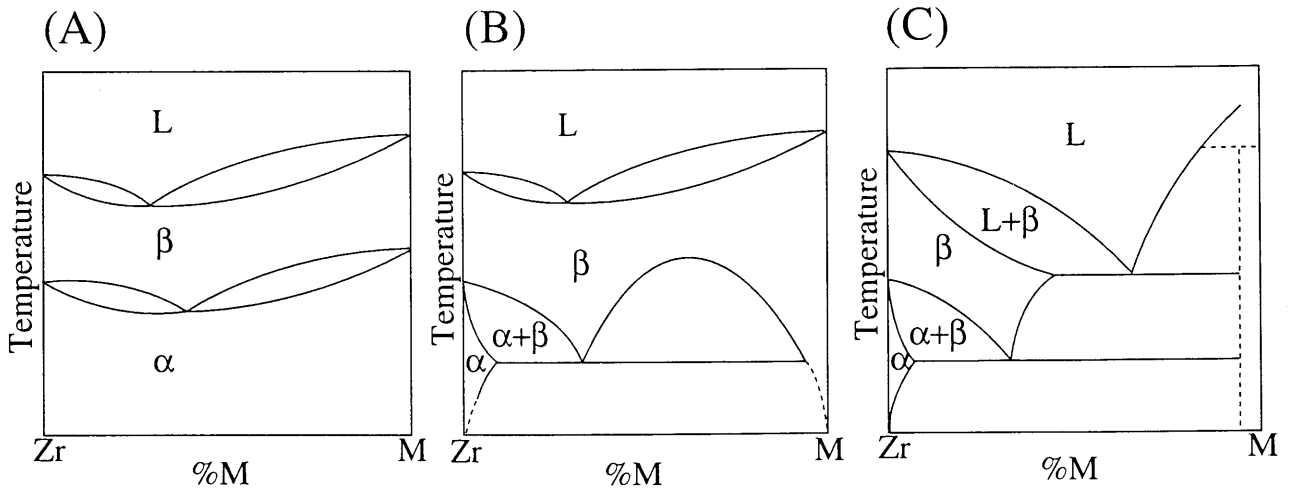 (A)
L
β
α
Temperature
Zr
M
%M
(B)
L
β
α+β
α
Temperature
Zr
M
%M
(C)
L
L+β
β
α+β
α
Temperature
Zr
M
%M